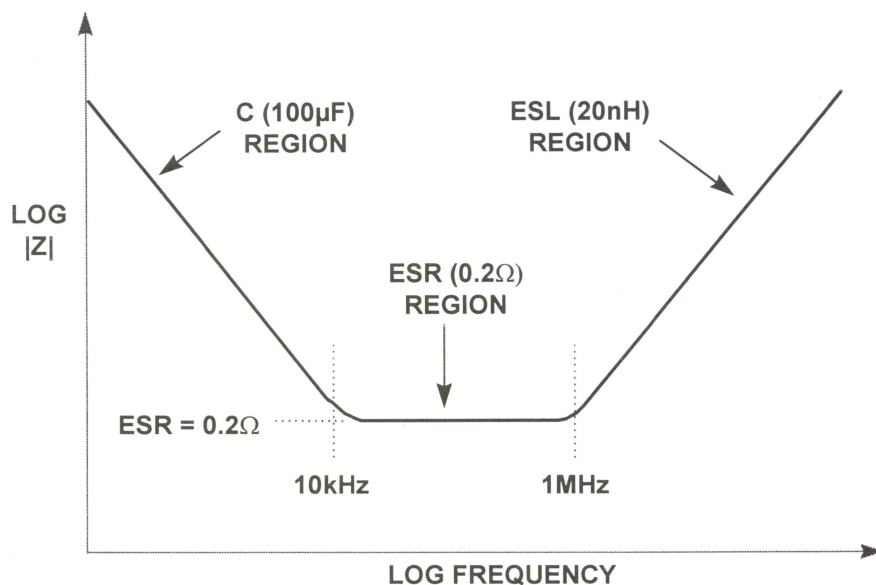 C (100µF)
REGION
ESL (20nH)
REGION
LOG
|Z|
ESR (0.2Ω)
REGION
ESR = 0.2Ω
10kHz
1MHz
LOG FREQUENCY